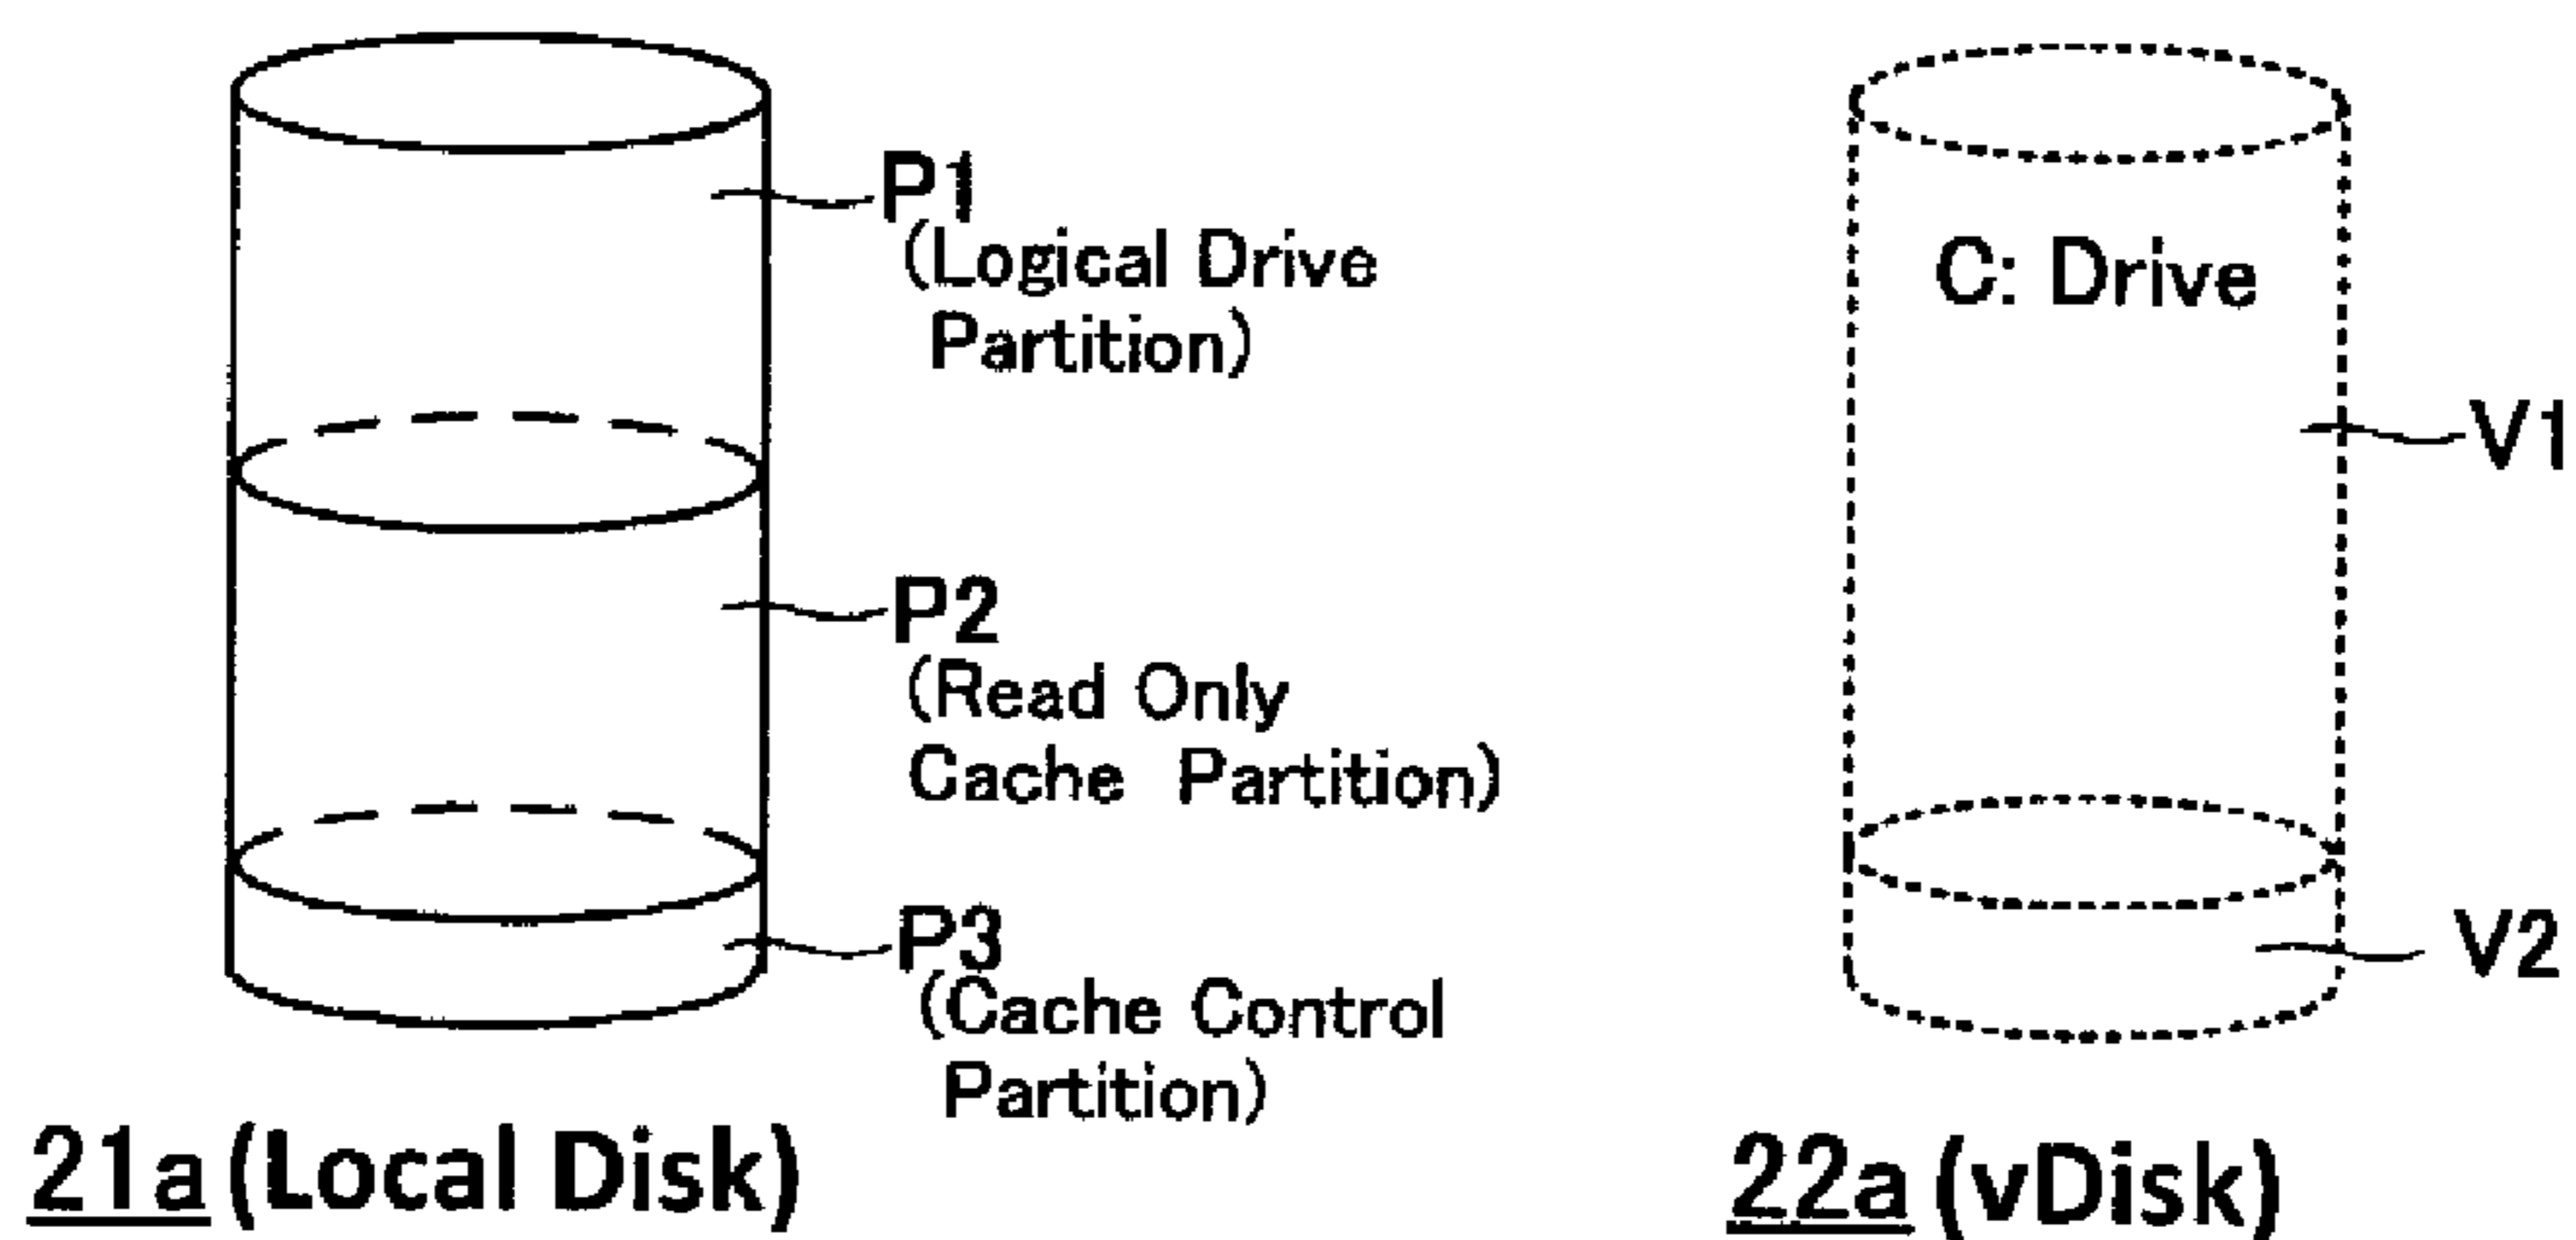 P1
(Logical Drive
Partition)
P2
(Read Only
Cache Partition)
P3
(Cache Control
Partition)
21a (Local Disk)
C: Drive
V1
V2
22a (vDisk)